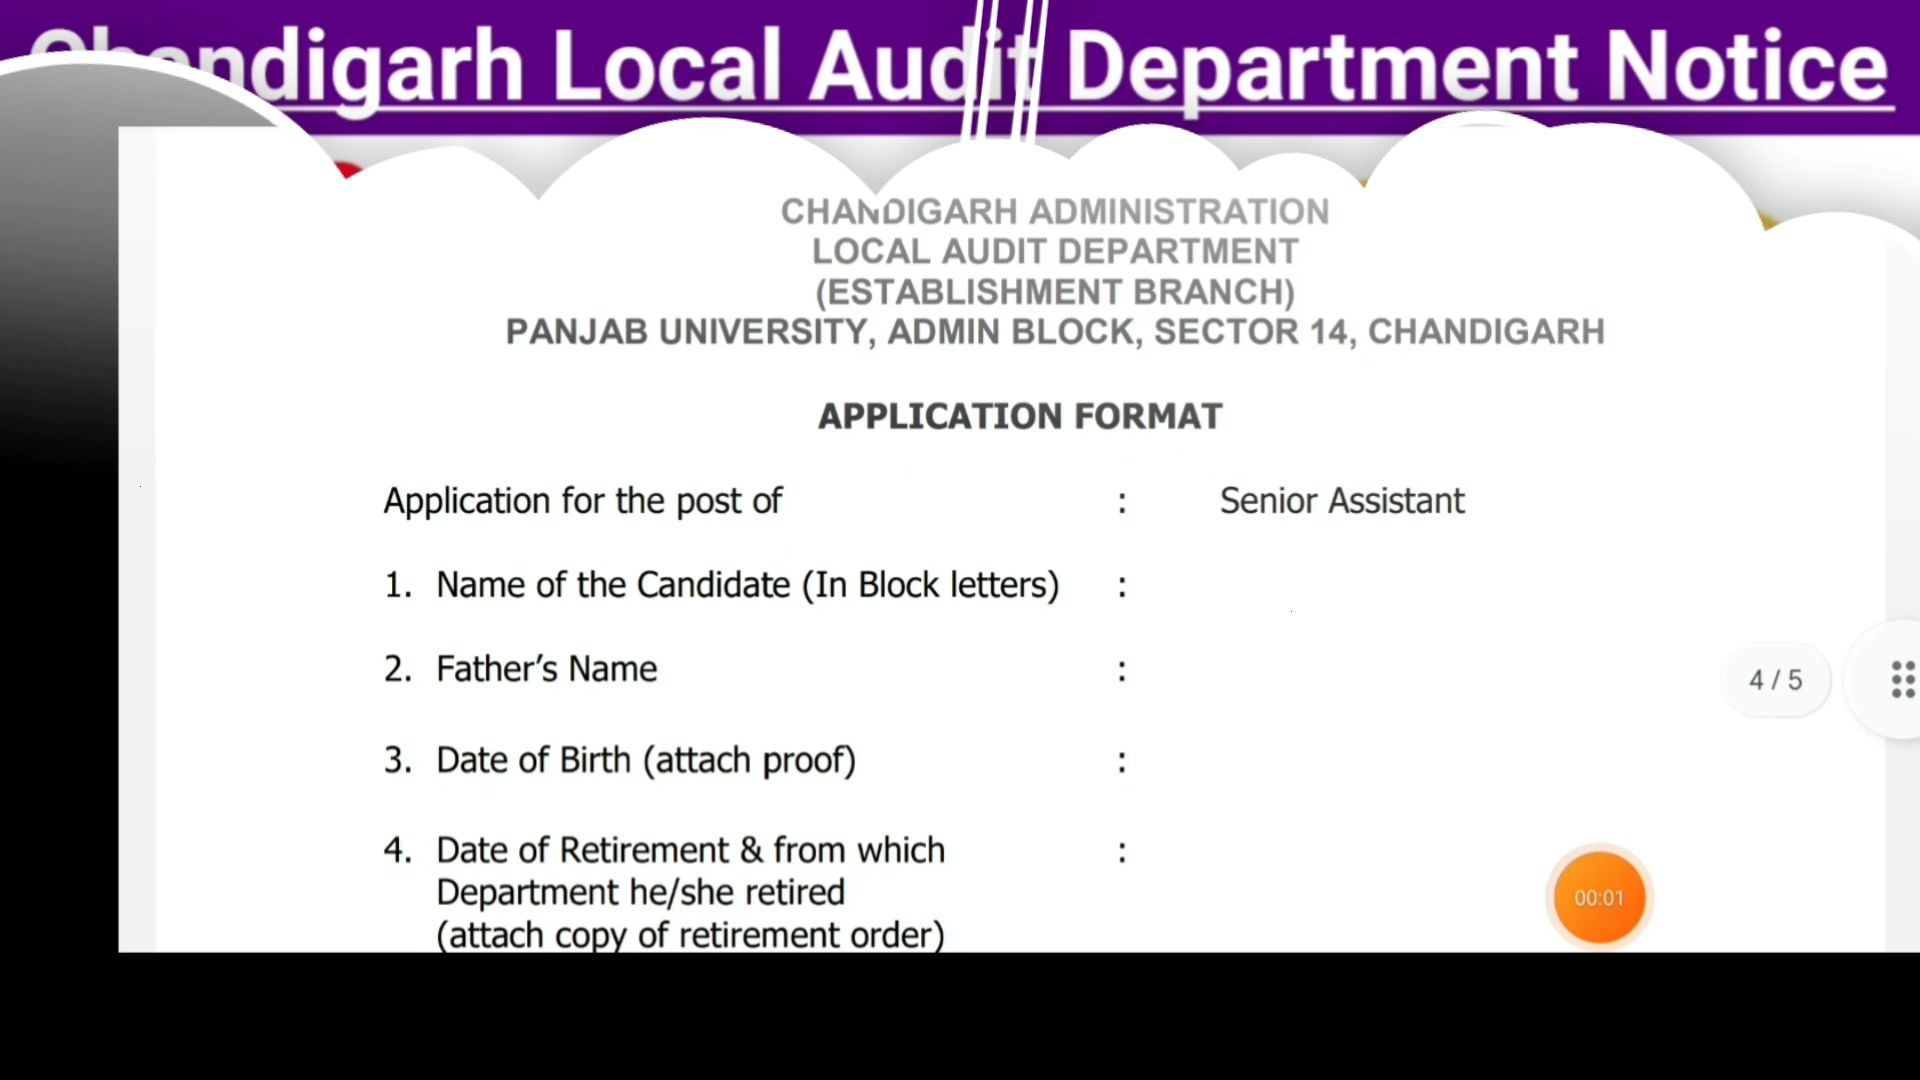 Chandigarh Local Audit Department Notice
CHANDIGARH ADMINISTRATION
LOCAL AUDIT DEPARTMENT
(ESTABLISHMENT BRANCH)
PANJAB UNIVERSITY, ADMIN BLOCK, SECTOR 14, CHANDIGARH
APPLICATION FORMAT
Application for the post of : Senior Assistant
1. Name of the Candidate (In Block letters) :
2. Father’s Name :
4 / 5
3. Date of Birth (attach proof) :
4. Date of Retirement & from which :
Department he/she retired
(attach copy of retirement order)
00:01